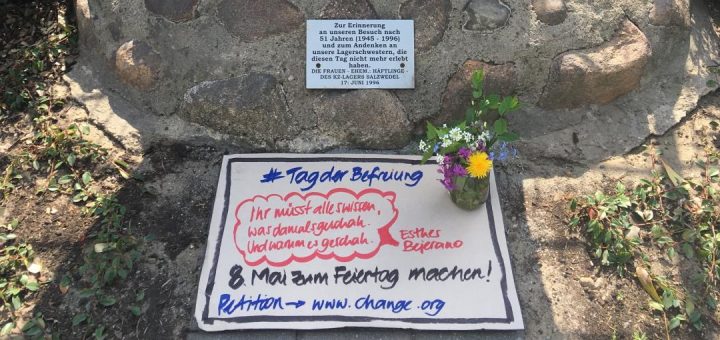 Zur Erinnerung
an unseren Besuch nach
51 Jahren (1945 - 1996)
und zum Andenken an
unsere Lagerschwestern, die
diesen Tag nicht mehr erlebt
haben.
DIE FRAUEN - EHEM.: HÄFTLINGE -
DES KZ-LAGERS SALZWEDEL
17. JUNI 1996
# Tag der Befreiung
Ihr müsst alles wissen,
was damals geschah.
Und warum es geschah.
Esther
Bejerano
8. Mai zum Feiertag machen!
Petition → www.change.org